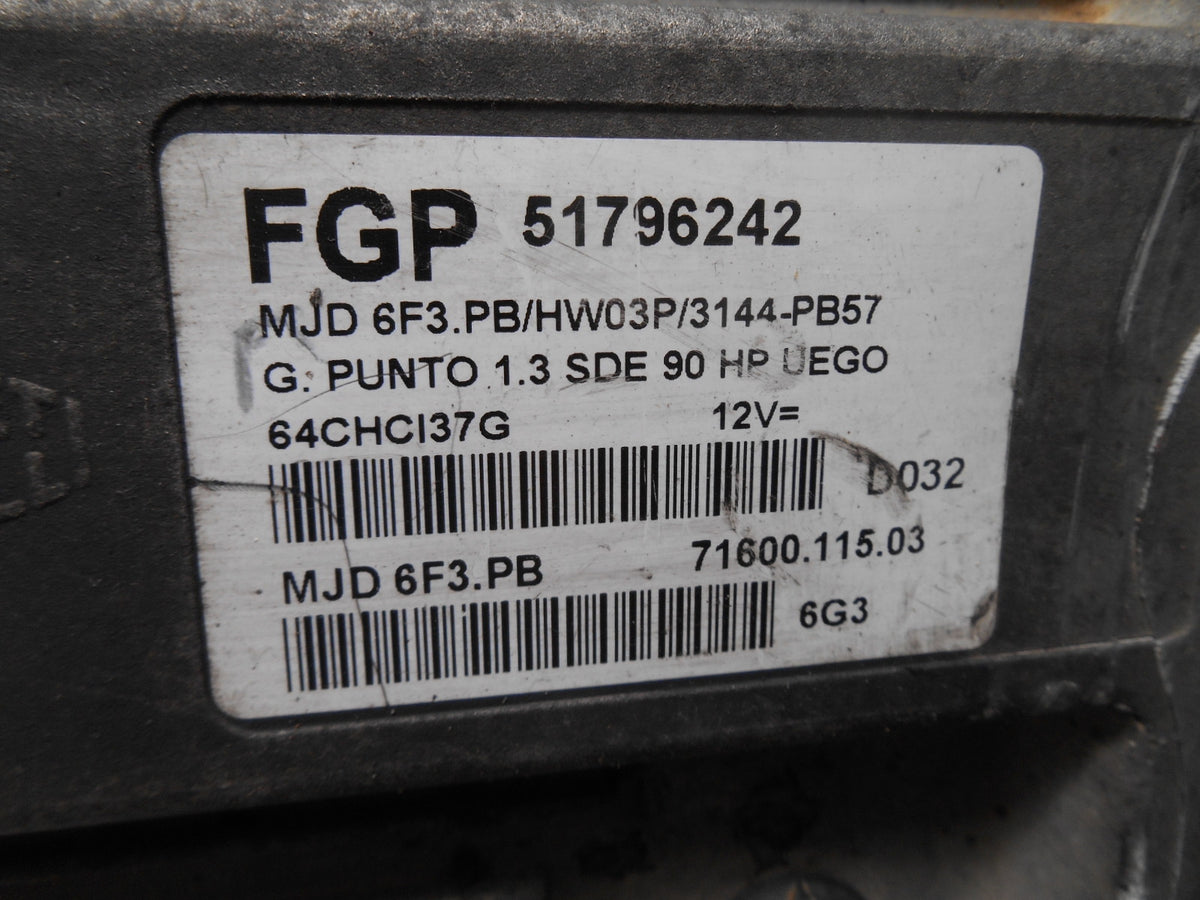 FGP 51796242
MJD 6F3.PB/HW03P/3144-PB57
G. PUNTO 1.3 SDE 90 HP UEGO
64CHCI37G 12V=
D032
MJD 6F3.PB 71600.115.03
6G3